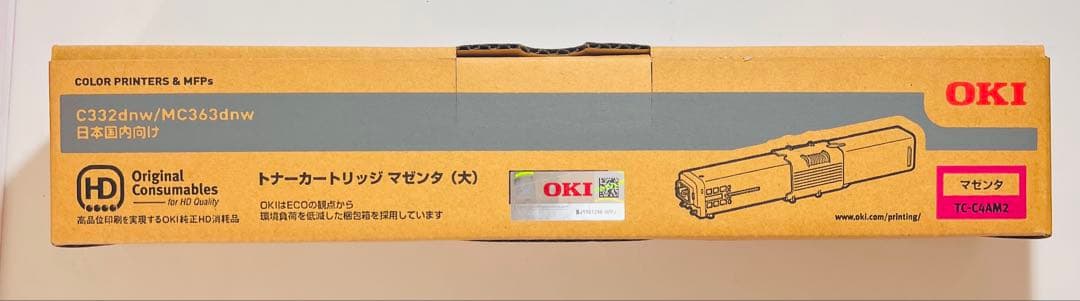 COLOR PRINTERS & MFPs
C332dnw/MC363dnw
日本国内向け
OKI
HD
Original
Consumables
for HD Quality
高品位印刷を実現するOKI純正HD消耗品
トナーカートリッジ マゼンタ（大）
OKIはECOの観点から
環境負荷を低減した梱包箱を採用しています
OKI
www.oki.com/printing/
マゼンタ
TC-C4AM2